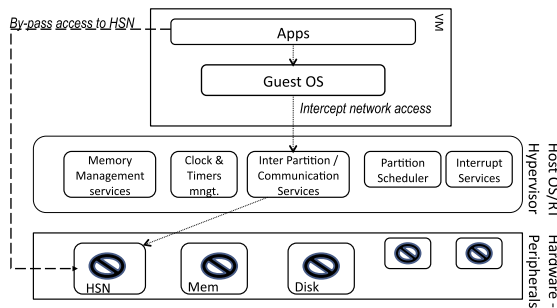 By-pass access to HSN
Apps
VM
Guest OS
Intercept network access
Memory
Management
services
Clock &
Timers
mngt.
Inter Partition /
Communication
Services
Partition
Scheduler
Interrupt
Services
Host OS/RT
Hypervisor
HSN
Mem
Disk
Hardware -
Peripherals